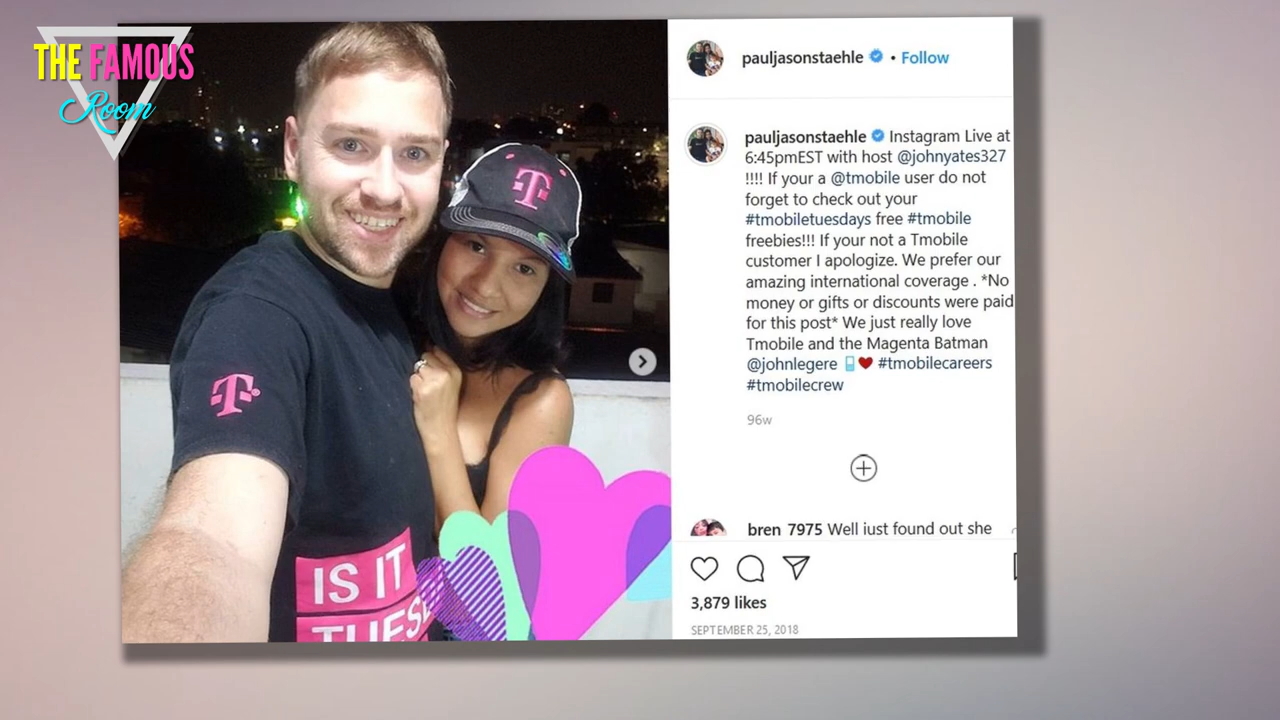 THE FAMOUS
Room
T
T
IS IT
TUES
pauljasonstaehle • Follow
pauljasonstaehle Instagram Live at
6:45pmEST with host @johnyates327
!!!! If your a @tmobile user do not
forget to check out your
#tmobiletuesdays free #tmobile
freebies!!! If your not a Tmobile
customer I apologize. We prefer our
amazing international coverage . *No
money or gifts or discounts were paid
for this post* We just really love
Tmobile and the Magenta Batman
@johnlegere 📱❤️ #tmobilecareers
#tmobilecrew
96w
bren_7975 Well just found out she
3,879 likes
SEPTEMBER 25, 2018